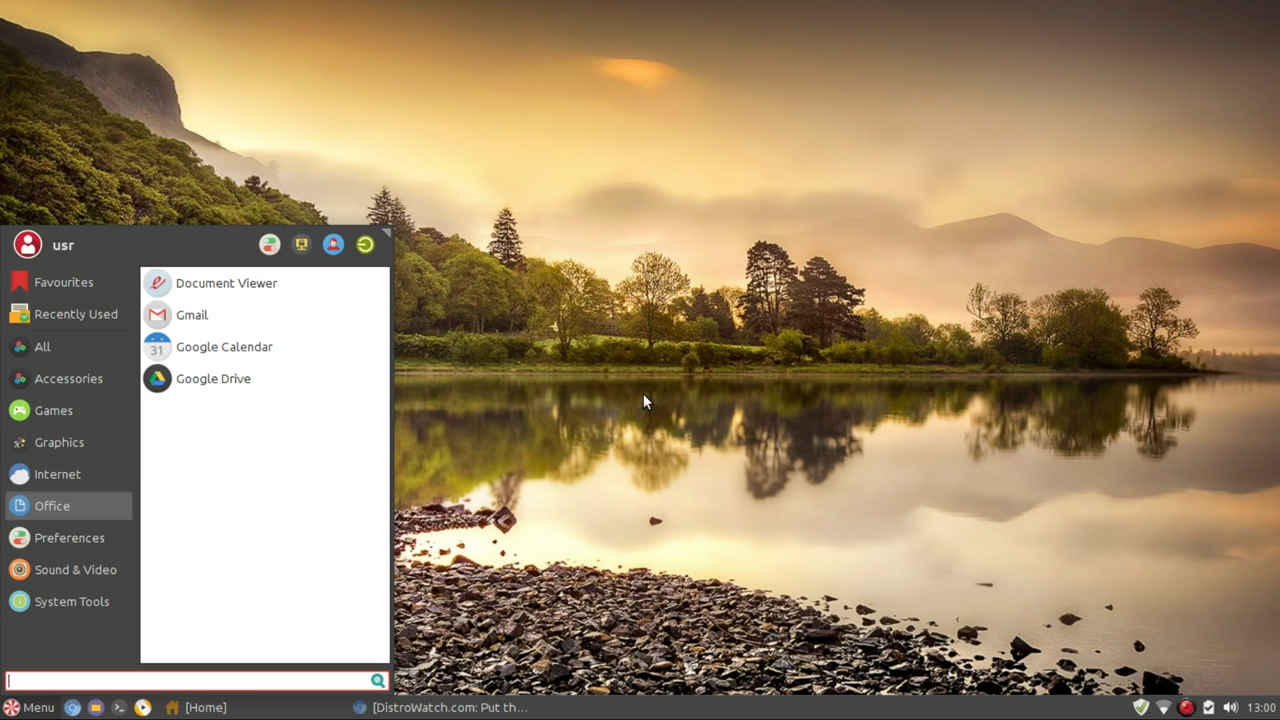 usr
Favourites
Recently Used
All
Accessories
Games
Graphics
Internet
Office
Preferences
Sound & Video
System Tools
Document Viewer
Gmail
31
Google Calendar
Google Drive
Menu
[Home]
[DistroWatch.com: Put th...
13:00